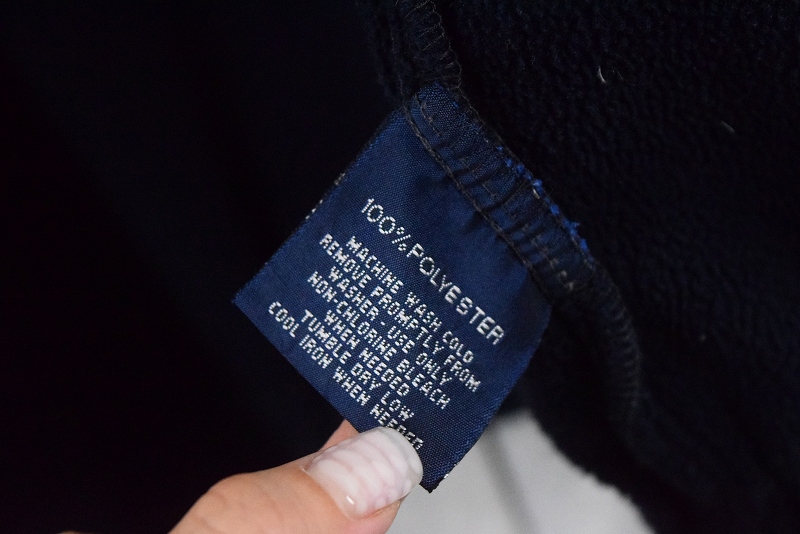 100% POLYESTER
MACHINE WASH COLD
REMOVE PROMPTLY FROM
WASHER - USE ONLY
NON-CHLORINE BLEACH
WHEN NEEDED
TUMBLE DRY LOW
COOL IRON WHEN NEEDED